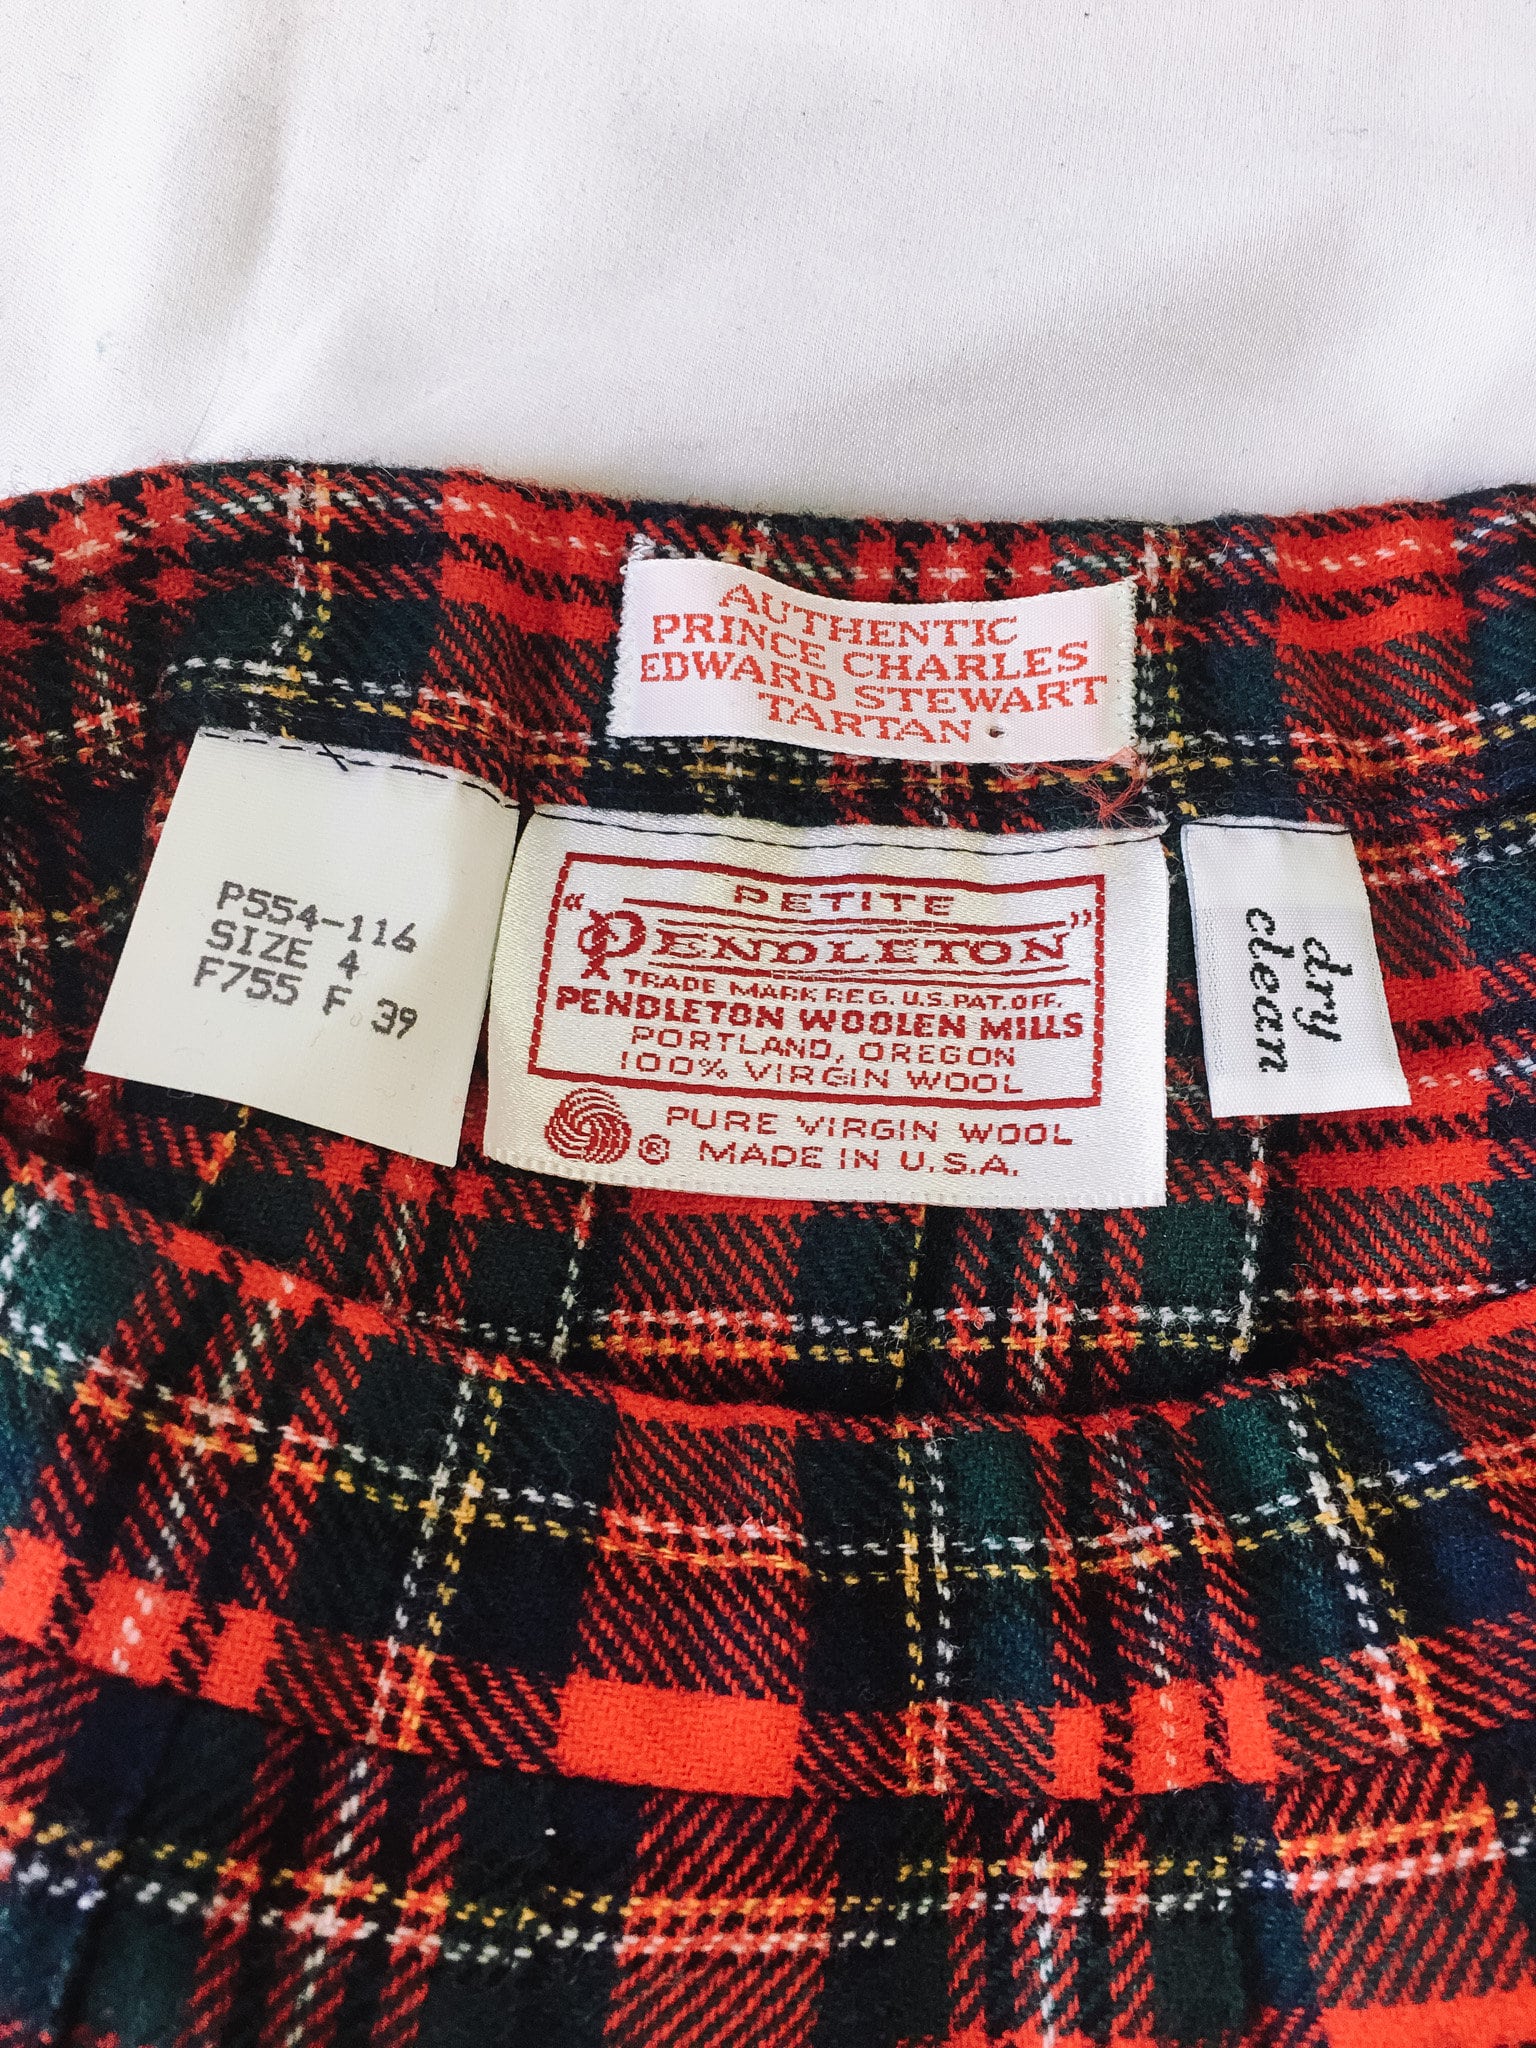 AUTHENTIC
PRINCE CHARLES
EDWARD STEWART
TARTAN
P554-116
SIZE 4
F755 F 39
PETITE
"PENDLETON"
TRADE MARK REG. U.S. PAT. OFF.
PENDLETON WOOLEN MILLS
PORTLAND, OREGON
100% VIRGIN WOOL
® PURE VIRGIN WOOL
MADE IN U.S.A.
dry
clean